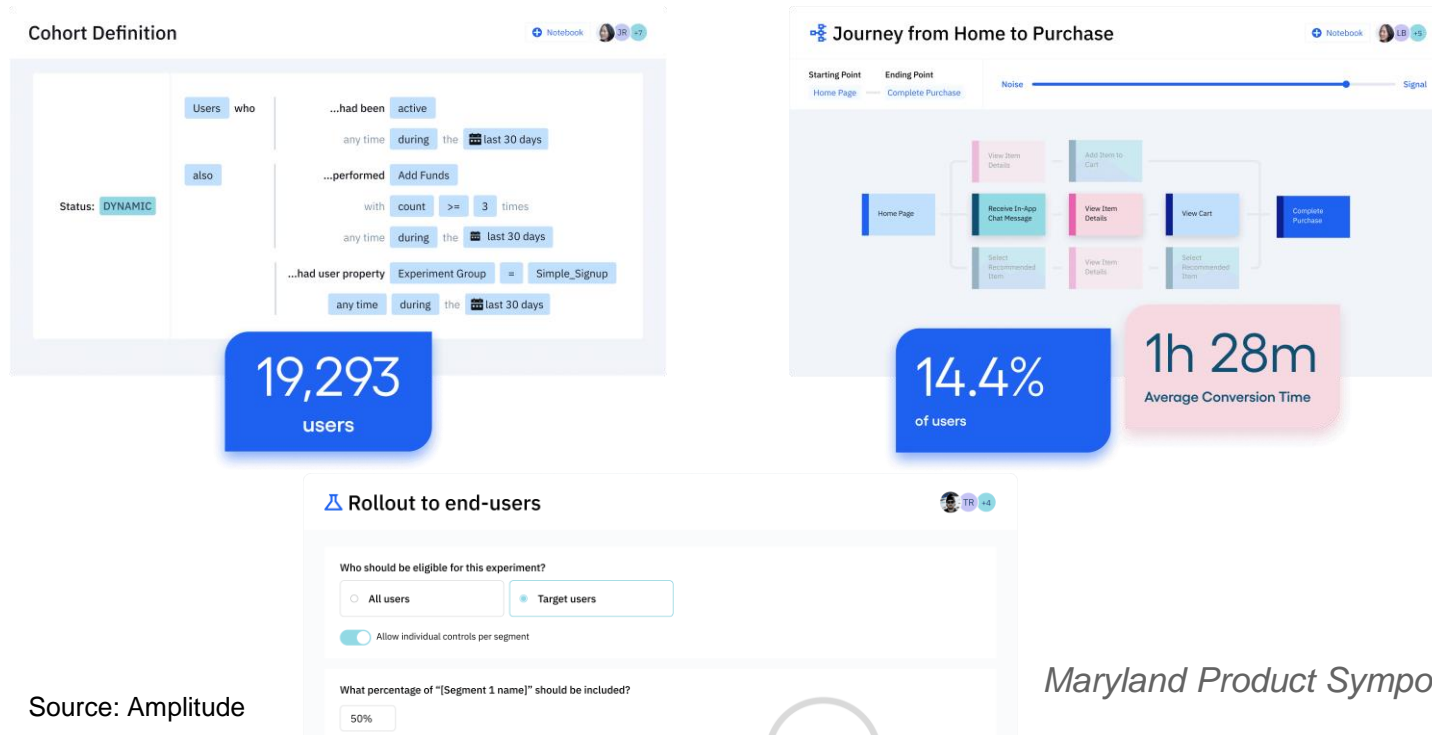 Cohort Definition
Notebook
JR
+7
Users who
...had been active
any time during the last 30 days
also
...performed Add Funds
with count >= 3 times
any time during the last 30 days
Status: DYNAMIC
...had user property Experiment Group = Simple_Signup
any time during the last 30 days
19,293
users
Journey from Home to Purchase
Notebook
LB
+5
Starting Point Ending Point
Home Page Complete Purchase
Noise
Signal
View Item
Details
Add Item to
Cart
Home Page
Receive In-App
Chat Message
View Item
Details
View Cart
Complete
Purchase
Select
Recommended
Item
View Item
Details
Select
Recommended
Item
14.4%
of users
1h 28m
Average Conversion Time
Rollout to end-users
TR
+4
Who should be eligible for this experiment?
All users
Target users
Allow individual controls per segment
What percentage of “[Segment 1 name]” should be included?
50%
Source: Amplitude
Maryland Product Sympo